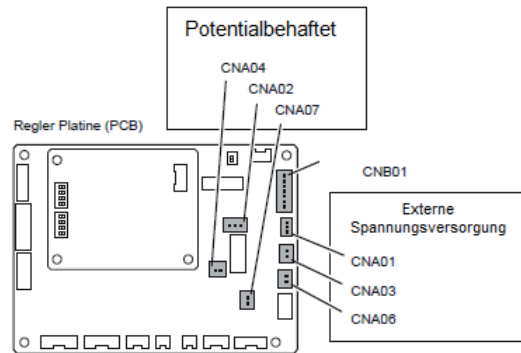 Potentialbehaftet
CNA04
CNA02
CNA07
Regler Platine (PCB)
CNB01
Externe
Spannungsversorgung
CNA01
CNA03
CNA06